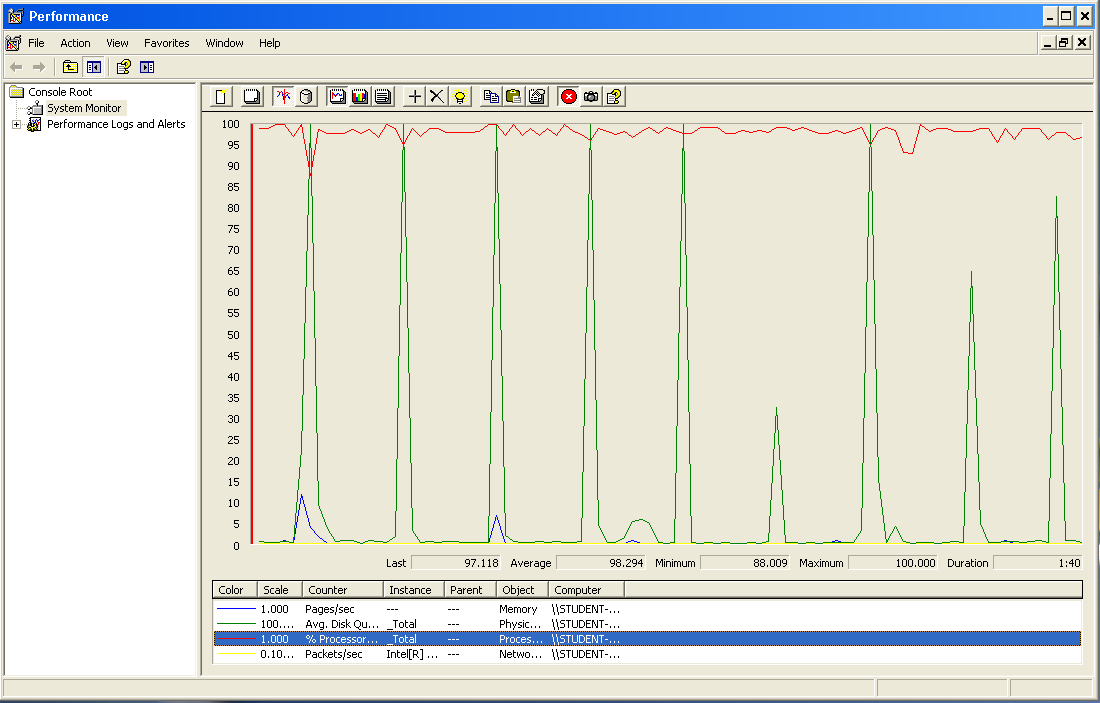 Performance
File Action View Favorites Window Help
Console Root
System Monitor
Performance Logs and Alerts
100
95
90
85
80
75
70
65
60
55
50
45
40
35
30
25
20
15
10
5
0
Last 97.118 Average 98.294 Minimum 88.009 Maximum 100.000 Duration 1:40
Color Scale Counter Instance Parent Object Computer
1.000 Pages/sec --- --- Memory \\STUDENT-...
100.... Avg. Disk Qu... _Total --- Physic... \\STUDENT-...
1.000 % Processor... _Total --- Proces... \\STUDENT-...
0.10... Packets/sec Intel[R] ... --- Netwo... \\STUDENT-...